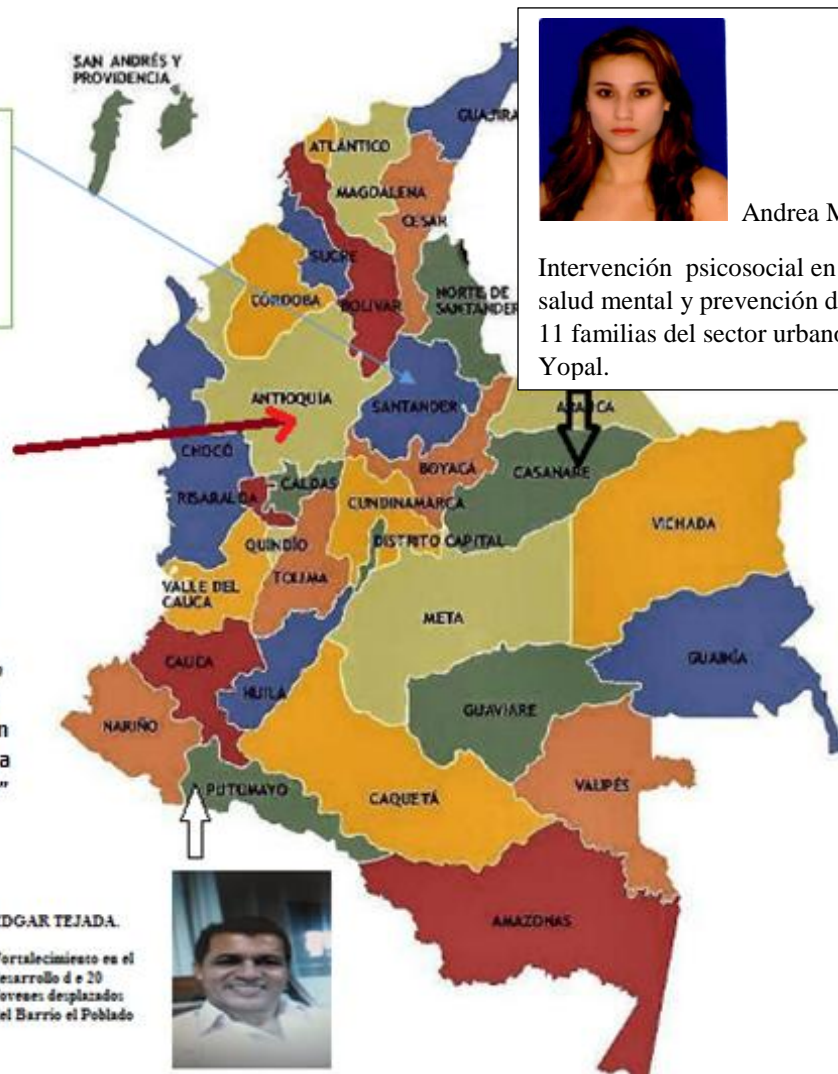 SAN ANDRÉS Y
PROVIDENCIA
GUAJIRA
ATLÁNTICO
MAGDALENA
CESAR
SUCRE
CÓRDOBA
BOLIVAR
NORTE DE
SANTANDER
ANTIOQUIA
SANTANDER
ARAUCA
CHOCÓ
BOYACÁ
CASANARE
RISARALDA
CALDAS
CUNDINAMARCA
VICHADA
QUINDÍO
DISTRITO CAPITAL
TOLIMA
VALLE DEL
CAUCA
META
CAUCA
HUILA
GUAINÍA
NARIÑO
GUAVIARE
PUTUMAYO
CAQUETÁ
VAUPÉS
AMAZONAS
Andrea M
Intervención psicosocial en
salud mental y prevención d
11 familias del sector urbano
Yopal.
n
a
"
EDGAR TEJADA.
Fortalecimiento en el
desarrollo d e 20
jovenes desplazados
del Barrio el Poblado